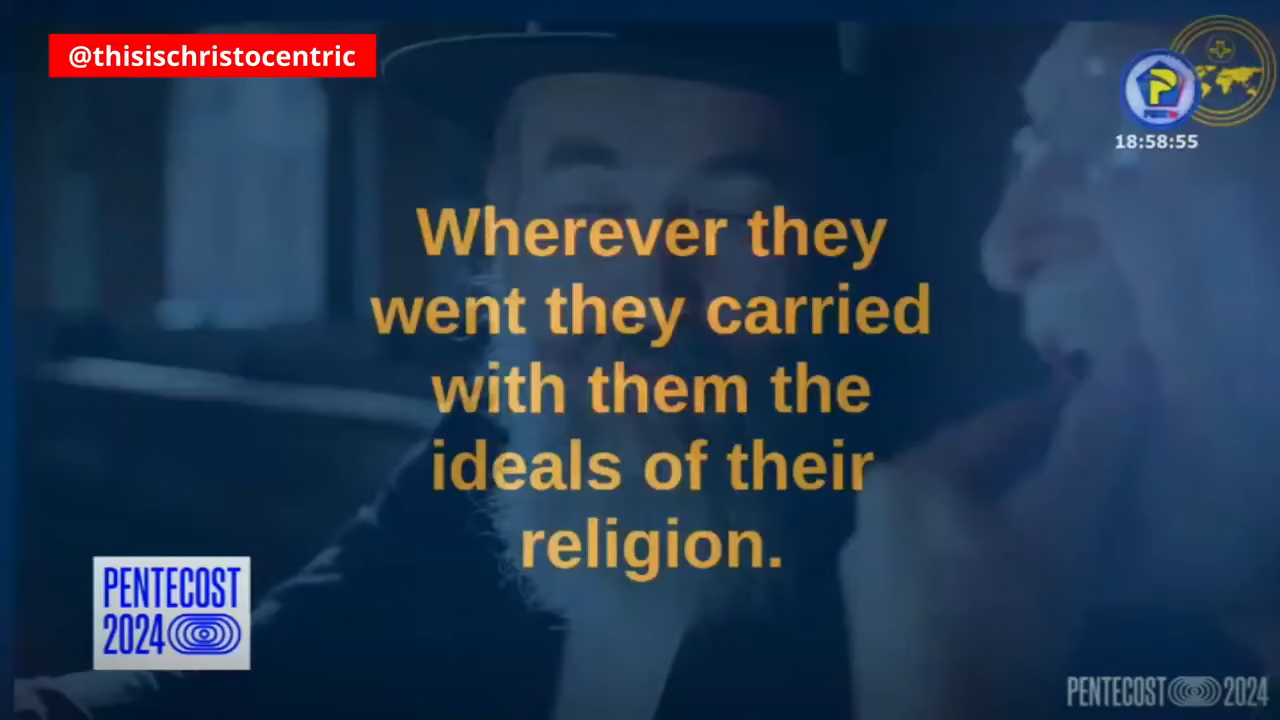 @thisischristocentric
18:58:55
Wherever they
went they carried
with them the
ideals of their
religion.
PENTECOST
2024
PENTECOST 2024